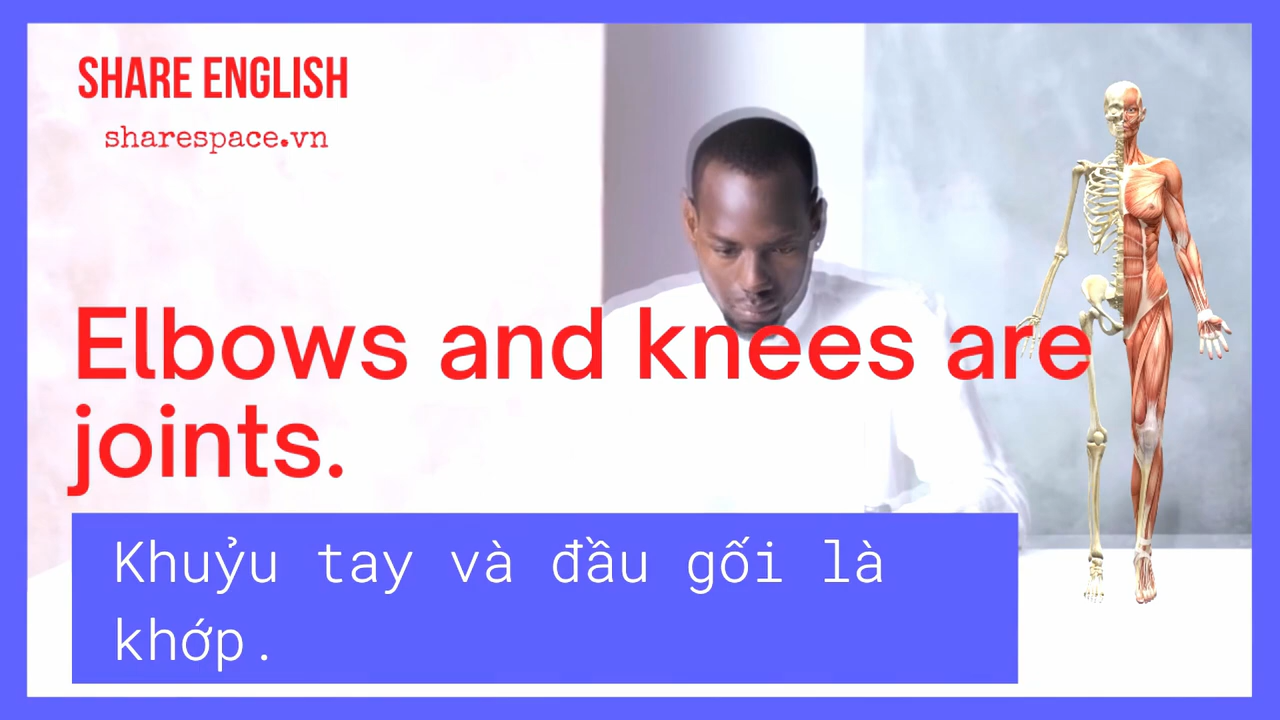 SHARE ENGLISH
sharespace.vn
Elbows and knees are
joints.
Khuỷu tay và đầu gối là
khớp.